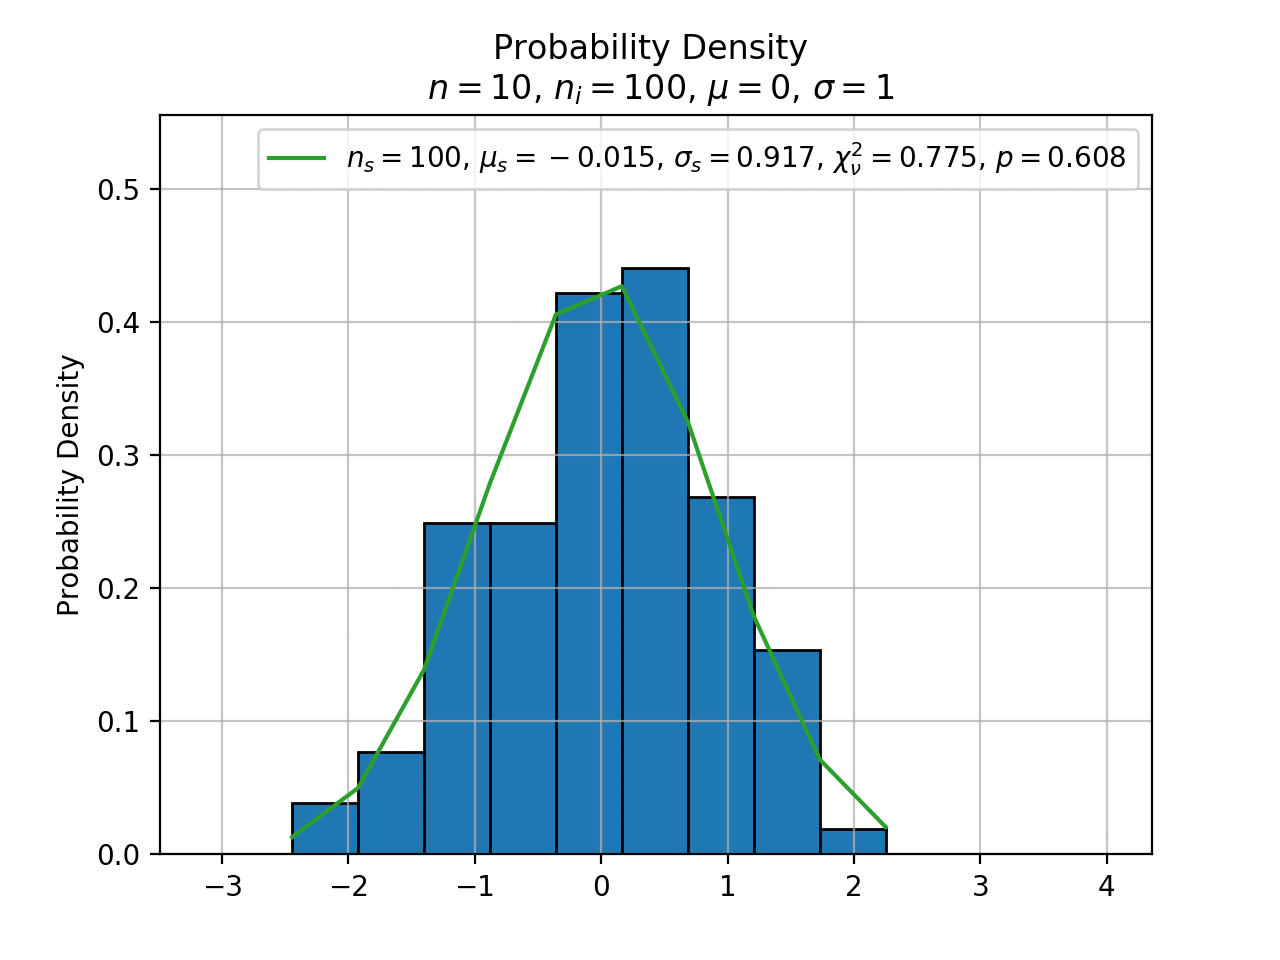 Probability Density
n = 10, nᵢ = 100, μ = 0, σ = 1
nₛ = 100, μₛ = −0.015, σₛ = 0.917, χ²ᵥ = 0.775, p = 0.608
Probability Density
0.5
0.4
0.3
0.2
0.1
0.0
−3 −2 −1 0 1 2 3 4